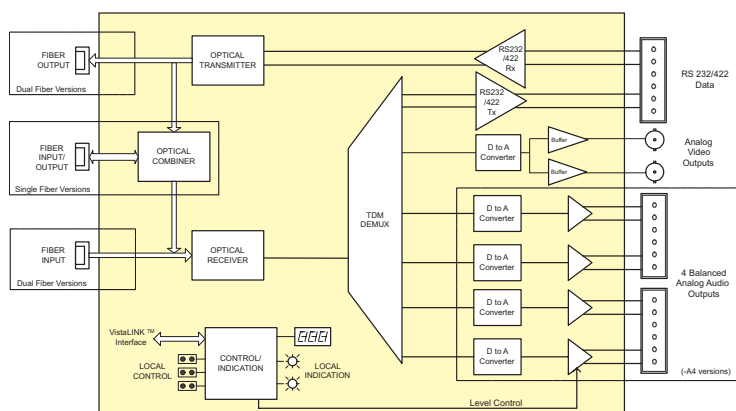 FIBER
OUTPUT
Dual Fiber Versions
OPTICAL
TRANSMITTER
RS232
/422
Rx
RS232
/422
Tx
RS 232/422
Data
FIBER
INPUT/
OUTPUT
Single Fiber Versions
OPTICAL
COMBINER
D to A
Converter
Buffer
Buffer
Analog
Video
Outputs
TDM
DEMUX
D to A
Converter
D to A
Converter
D to A
Converter
D to A
Converter
4 Balanced
Analog Audio
Outputs
(-A4 versions)
FIBER
INPUT
Dual Fiber Versions
OPTICAL
RECEIVER
VistaLINK ™
Interface
LOCAL
CONTROL
CONTROL/
INDICATION
LOCAL
INDICATION
Level Control